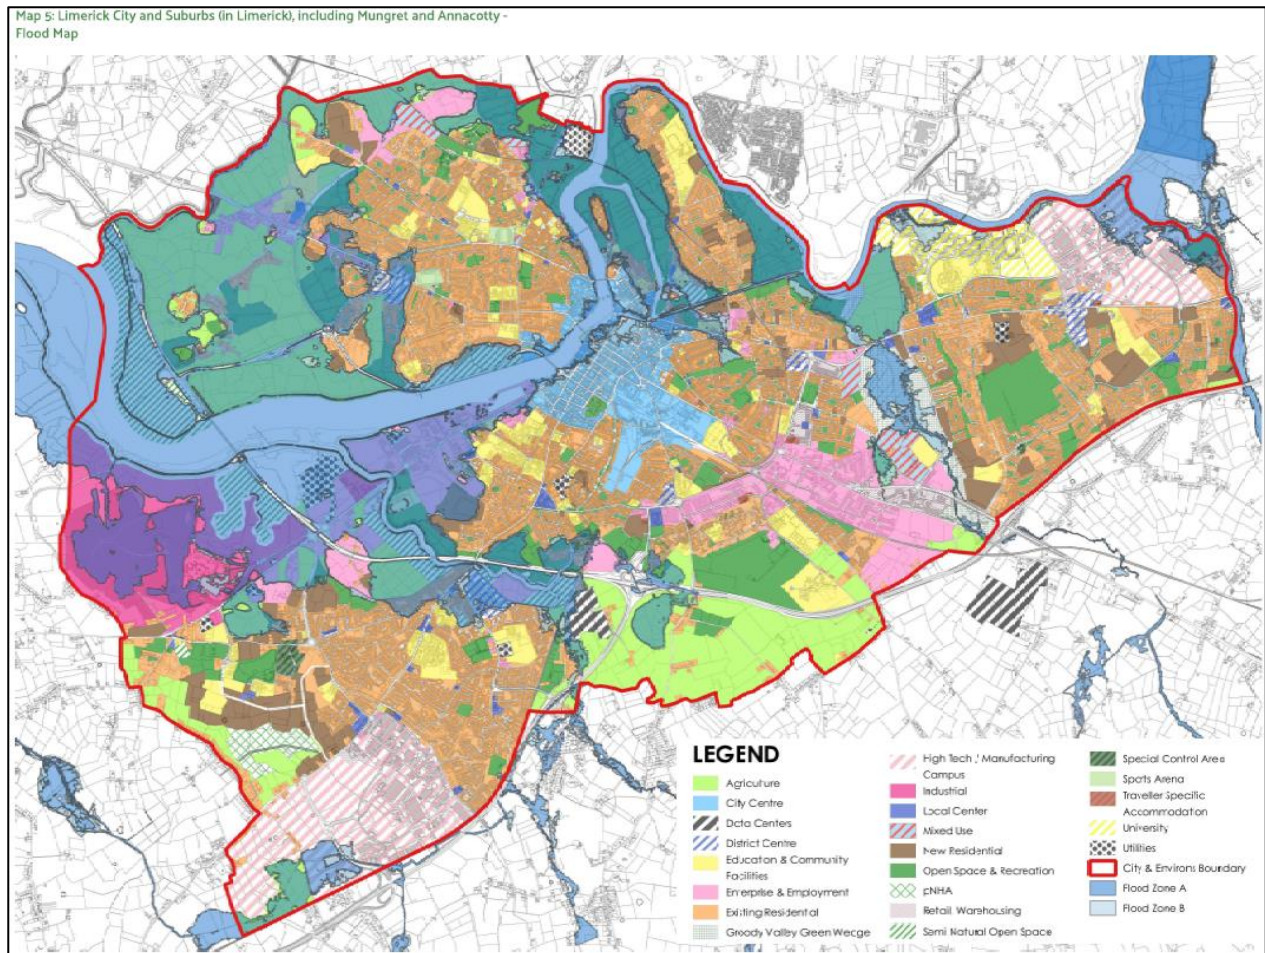 Map 5: Limerick City and Suburbs (in Limerick), including Mungret and Annacotty -
Flood Map
LEGEND
Agriculture
City Centre
Data Centers
District Centre
Education & Community
Facilities
Enterprise & Employment
Existing Residential
Groody Valley Green Wedge
High Tech / Manufacturing
Campus
Industrial
Local Center
Mixed Use
New Residential
Open Space & Recreation
pNHA
Retail Warehousing
Semi Natural Open Space
Special Control Area
Sports Arena
Traveller Specific
Accommodation
University
Utilities
City & Environs Boundary
Flood Zone A
Flood Zone B